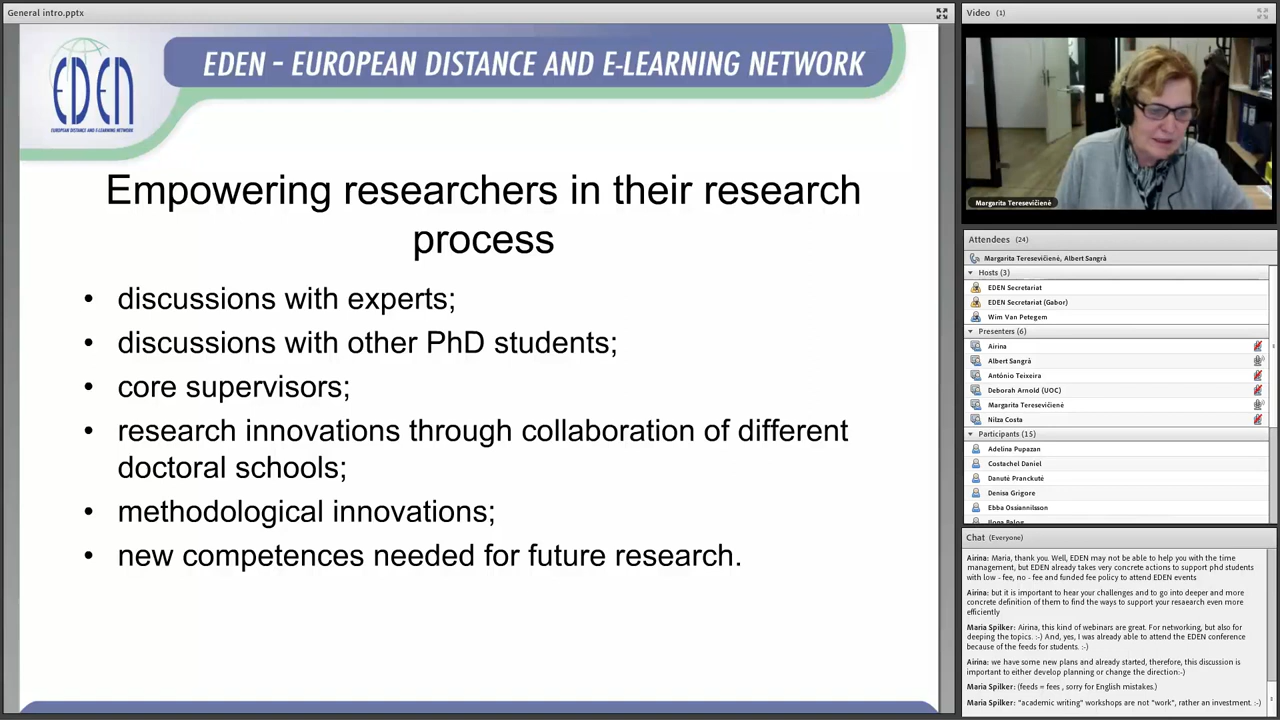 General intro.pptx
EDEN
EUROPEAN DISTANCE AND E-LEARNING NETWORK
EDEN – EUROPEAN DISTANCE AND E-LEARNING NETWORK
Empowering researchers in their research
process
• discussions with experts;
• discussions with other PhD students;
• core supervisors;
• research innovations through collaboration of different
doctoral schools;
• methodological innovations;
• new competences needed for future research.
Video (1)
Margarita Teresevičienė
Attendees (24)
Margarita Teresevičienė, Albert Sangrà
Hosts (3)
EDEN Secretariat
EDEN Secretariat (Gabor)
Wim Van Petegem
Presenters (6)
Airina
Albert Sangrà
António Teixeira
Deborah Arnold (UOC)
Margarita Teresevičienė
Nilza Costa
Participants (15)
Adelina Pupazan
Costachel Daniel
Danutė Pranckutė
Denisa Grigore
Ebba Ossiannilsson
Ilona Balog
Chat (Everyone)
Airina: Maria, thank you. Well, EDEN may not be able to help you with the time
management, but EDEN already takes very concrete actions to support phd students
with low - fee, no - fee and funded fee policy to attend EDEN events
Airina: but it is important to hear your challenges and to go into deeper and more
concrete definition of them to find the ways to support your resaearch even more
efficiently
Maria Spilker: Airina, this kind of webinars are great. For networking, but also for
deeping the topics. :-) And, yes, I was already able to attend the EDEN conference
because of the feeds for students. :-)
Airina: we have some new plans and already started, therefore, this discussion is
important to either develop planning or change the direction:-)
Maria Spilker: (feeds = fees , sorry for English mistakes.)
Maria Spilker: "academic writing" workshops are not "work", rather an investment. :-)